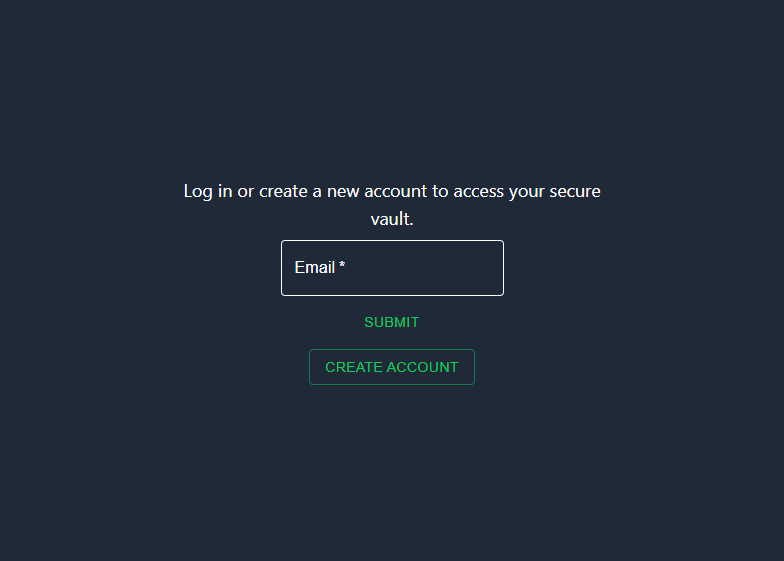 Log in or create a new account to access your secure
vault.
Email *
SUBMIT
CREATE ACCOUNT